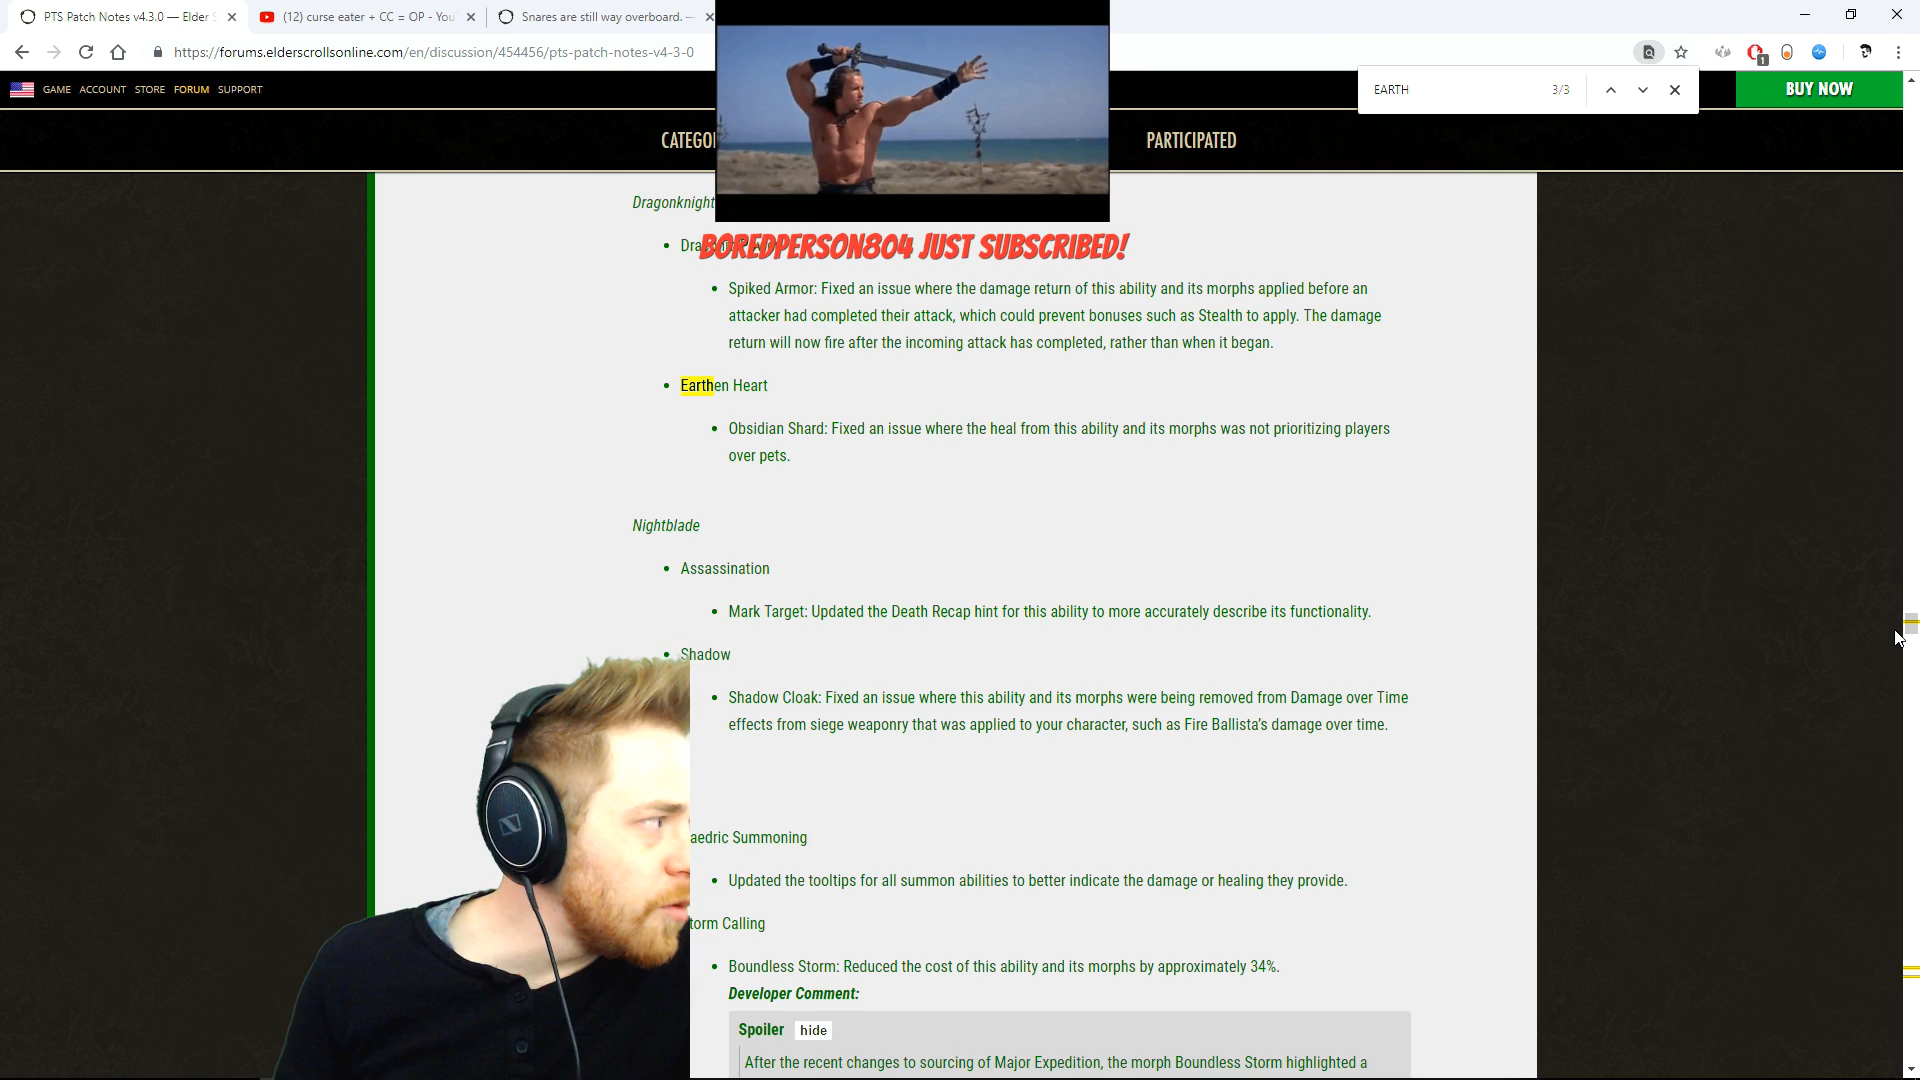 PTS Patch Notes v4.3.0 — Elder S
(12) curse eater + CC = OP - You
Snares are still way overboard. —
https://forums.elderscrollsonline.com/en/discussion/454456/pts-patch-notes-v4-3-0
1
EARTH
3/3
GAME ACCOUNT STORE FORUM SUPPORT
BUY NOW
CATEGO
PARTICIPATED
Dragonknight
BOREDPERSON804 JUST SUBSCRIBED!
Spiked Armor: Fixed an issue where the damage return of this ability and its morphs applied before an
attacker had completed their attack, which could prevent bonuses such as Stealth to apply. The damage
return will now fire after the incoming attack has completed, rather than when it began.
Earthen Heart
Obsidian Shard: Fixed an issue where the heal from this ability and its morphs was not prioritizing players
over pets.
Nightblade
Assassination
Mark Target: Updated the Death Recap hint for this ability to more accurately describe its functionality.
Shadow
Shadow Cloak: Fixed an issue where this ability and its morphs were being removed from Damage over Time
effects from siege weaponry that was applied to your character, such as Fire Ballista's damage over time.
aedric Summoning
Updated the tooltips for all summon abilities to better indicate the damage or healing they provide.
torm Calling
Boundless Storm: Reduced the cost of this ability and its morphs by approximately 34%.
Developer Comment:
Spoiler hide
After the recent changes to sourcing of Major Expedition, the morph Boundless Storm highlighted a